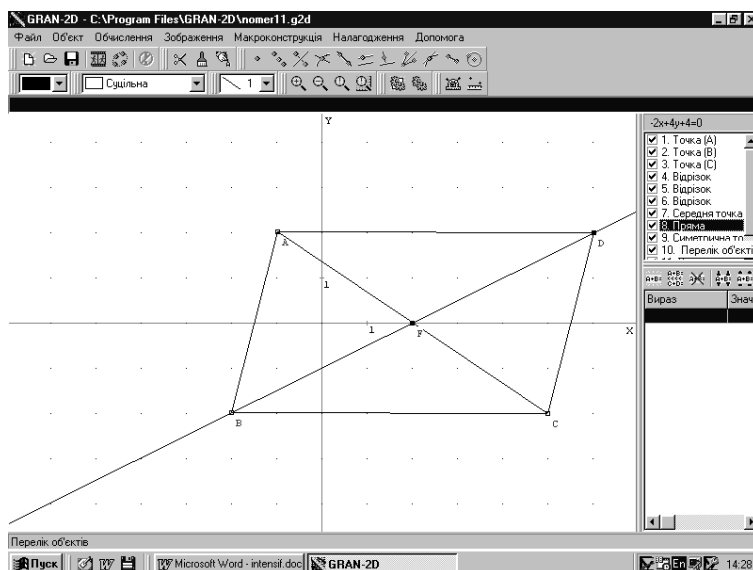 GRAN-2D - C:\Program Files\GRAN-2D\nomer11.g2d
Файл Об'єкт Обчислення Зображення Макроконструкція Налагодження Допомога
Суцільна 1
-2x+4y+4=0
1. Точка (A)
2. Точка (B)
3. Точка (C)
4. Відрізок
5. Відрізок
6. Відрізок
7. Середня точка
8. Пряма
9. Симетрична то
10. Перелік об'єкті
Вираз Знач
Y
A
D
1
1
F
X
B
C
Перелік об'єктів
Пуск Microsoft Word - intensif.doc GRAN-2D En 14:28